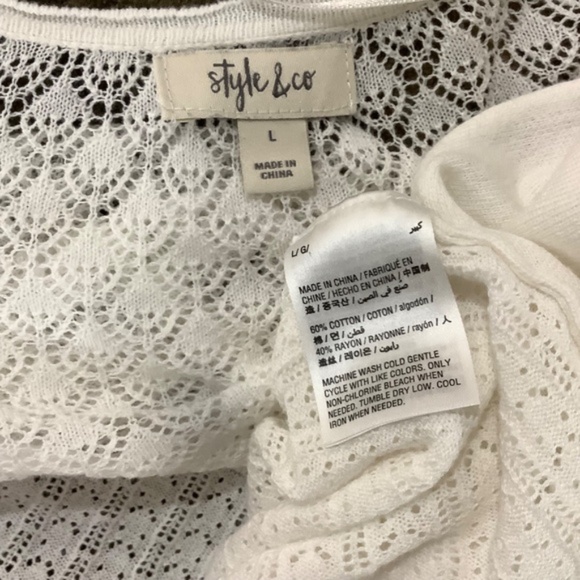 style & co
L
MADE IN
CHINA
L/ G/ كبير
MADE IN CHINA / FABRIQUÉ EN
CHINE / HECHO EN CHINA / 中国制
造 / 중국산 / صنع في الصين
60% COTTON / COTON / algodón /
棉 / 면 / قطن
40% RAYON / RAYONNE / rayón / 人
造丝 / 레이온 / رايون
MACHINE WASH COLD GENTLE
CYCLE WITH LIKE COLORS. ONLY
NON-CHLORINE BLEACH WHEN
NEEDED. TUMBLE DRY LOW. COOL
IRON WHEN NEEDED.